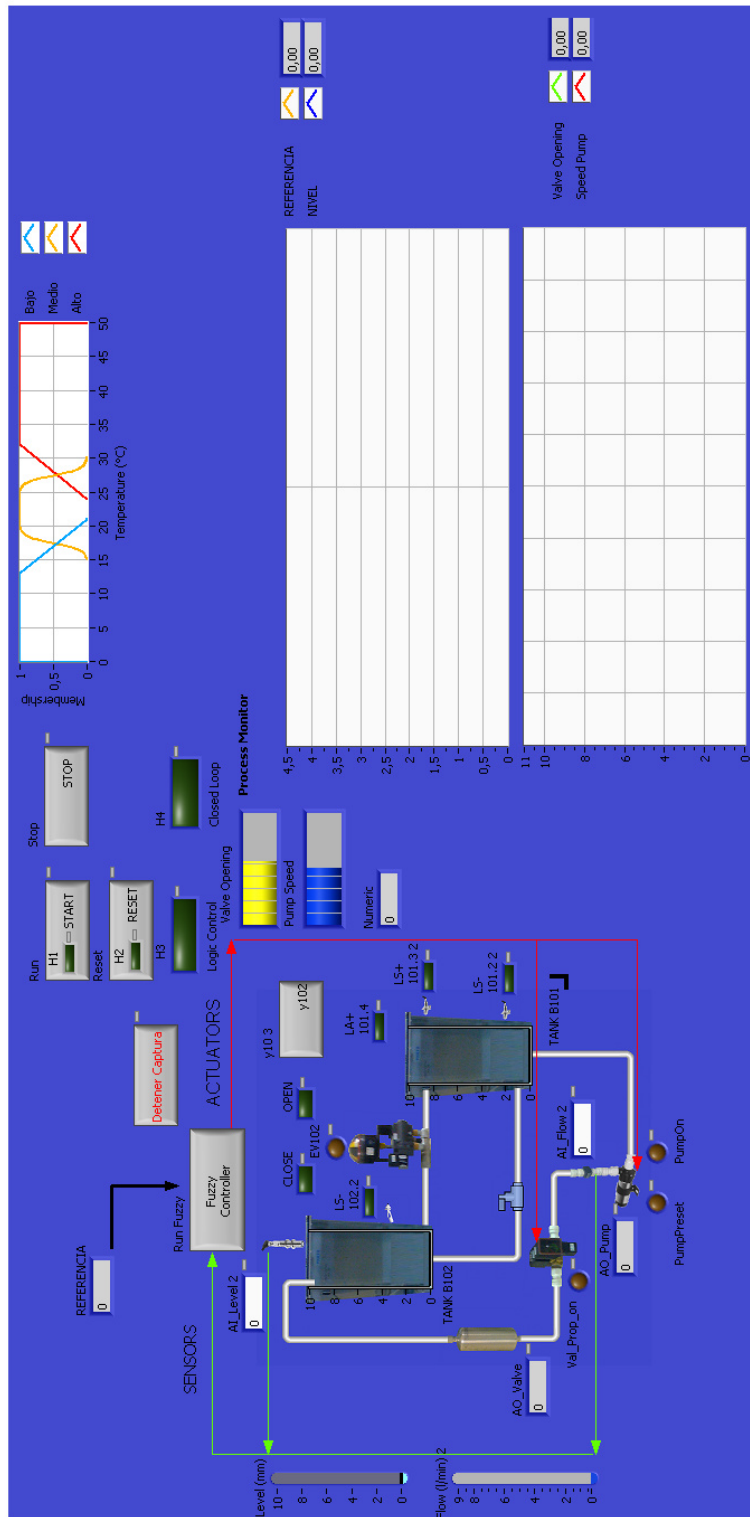 REFERENCIA
0
SENSORS
Run Fuzzy
Fuzzy
Controller
ACTUATORS
Detener Captura
Run
H1
START
Reset
H2
RESET
H3
Logic Control
Stop
STOP
H4
Closed Loop
Membership
1
0,5
0
0
5
10
15
20
25
30
35
40
45
50
Temperature (°C)
Bajo
Medio
Alto
Level (mm)
10
8
6
4
2
0
Flow (l/min) 2
9
8
6
4
2
0
AI_Level 2
0
LS-
102.2
CLOSE
OPEN
EV102
y10 3
y102
10
8
6
4
2
0
TANK B102
10
8
6
4
2
0
TANK B101
LA+
101.4
LS+
101.3 2
LS-
101.2 2
AO_Valve
0
Val_Prop_on
AO_Pump
0
AI_Flow 2
0
PumpPreset
PumpOn
Valve Opening
Pump Speed
Numeric
0
Process Monitor
4,5
4
3,5
3
2,5
2
1,5
1
0,5
0
REFERENCIA
0,00
NIVEL
0,00
11
10
8
6
4
2
0
Valve Opening
0,00
Speed Pump
0,00